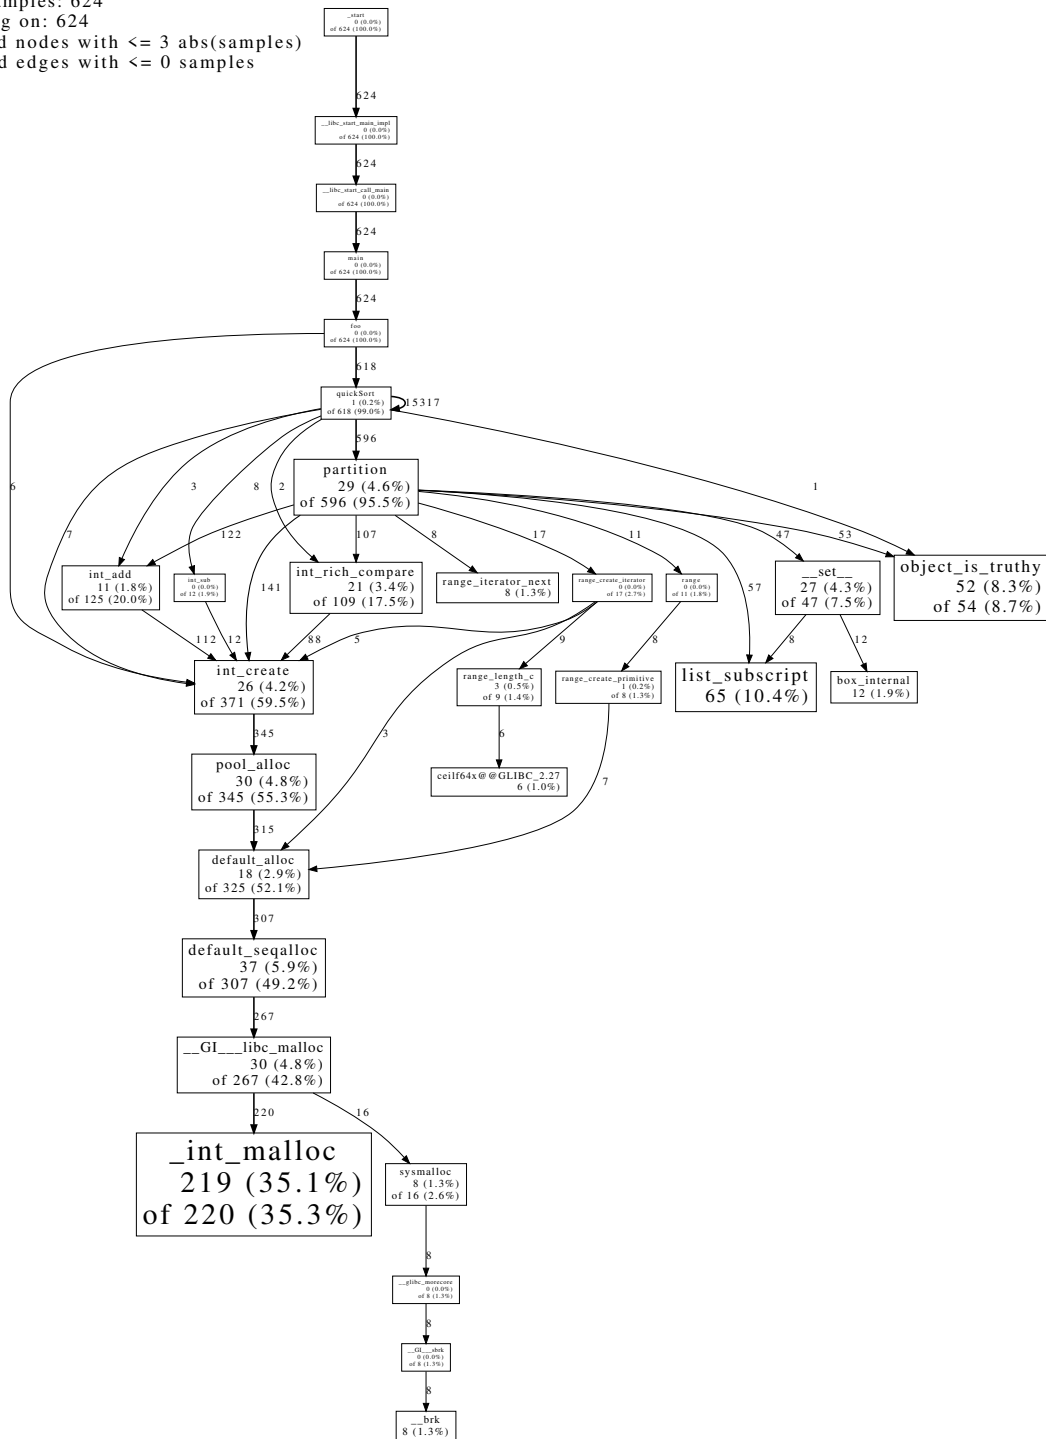 mples: 624
g on: 624
d nodes with <= 3 abs(samples)
d edges with <= 0 samples
_start
0 (0.0%)
of 624 (100.0%)
624
__libc_start_main_impl
0 (0.0%)
of 624 (100.0%)
624
__libc_start_call_main
0 (0.0%)
of 624 (100.0%)
624
main
0 (0.0%)
of 624 (100.0%)
624
foo
0 (0.0%)
of 624 (100.0%)
618
quickSort
1 (0.2%)
of 618 (99.0%)
15317
596
6
7
3
8
2
1
partition
29 (4.6%)
of 596 (95.5%)
122
141
107
8
17
11
57
47
53
int_add
11 (1.8%)
of 125 (20.0%)
int_sub
0 (0.0%)
of 12 (1.9%)
int_rich_compare
21 (3.4%)
of 109 (17.5%)
range_iterator_next
8 (1.3%)
range_create_iterator
0 (0.0%)
of 17 (2.7%)
range
0 (0.0%)
of 11 (1.8%)
__set__
27 (4.3%)
of 47 (7.5%)
object_is_truthy
52 (8.3%)
of 54 (8.7%)
112
12
88
5
9
8
8
12
int_create
26 (4.2%)
of 371 (59.5%)
range_length_c
3 (0.5%)
of 9 (1.4%)
range_create_primitive
1 (0.2%)
of 8 (1.3%)
list_subscript
65 (10.4%)
box_internal
12 (1.9%)
345
3
6
7
pool_alloc
30 (4.8%)
of 345 (55.3%)
ceilf64x@@GLIBC_2.27
6 (1.0%)
315
default_alloc
18 (2.9%)
of 325 (52.1%)
307
default_seqalloc
37 (5.9%)
of 307 (49.2%)
267
__GI___libc_malloc
30 (4.8%)
of 267 (42.8%)
220
16
_int_malloc
219 (35.1%)
of 220 (35.3%)
sysmalloc
8 (1.3%)
of 16 (2.6%)
8
__glibc_morecore
0 (0.0%)
of 8 (1.3%)
8
__GI___sbrk
0 (0.0%)
of 8 (1.3%)
8
__brk
8 (1.3%)